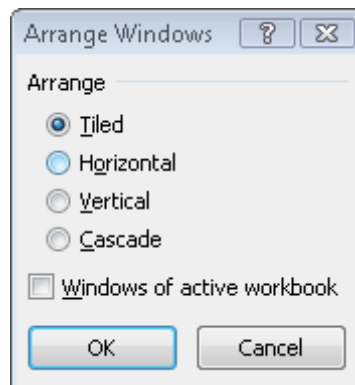 Arrange Windows
Arrange
Tiled
Horizontal
Vertical
Cascade
Windows of active workbook
OK Cancel